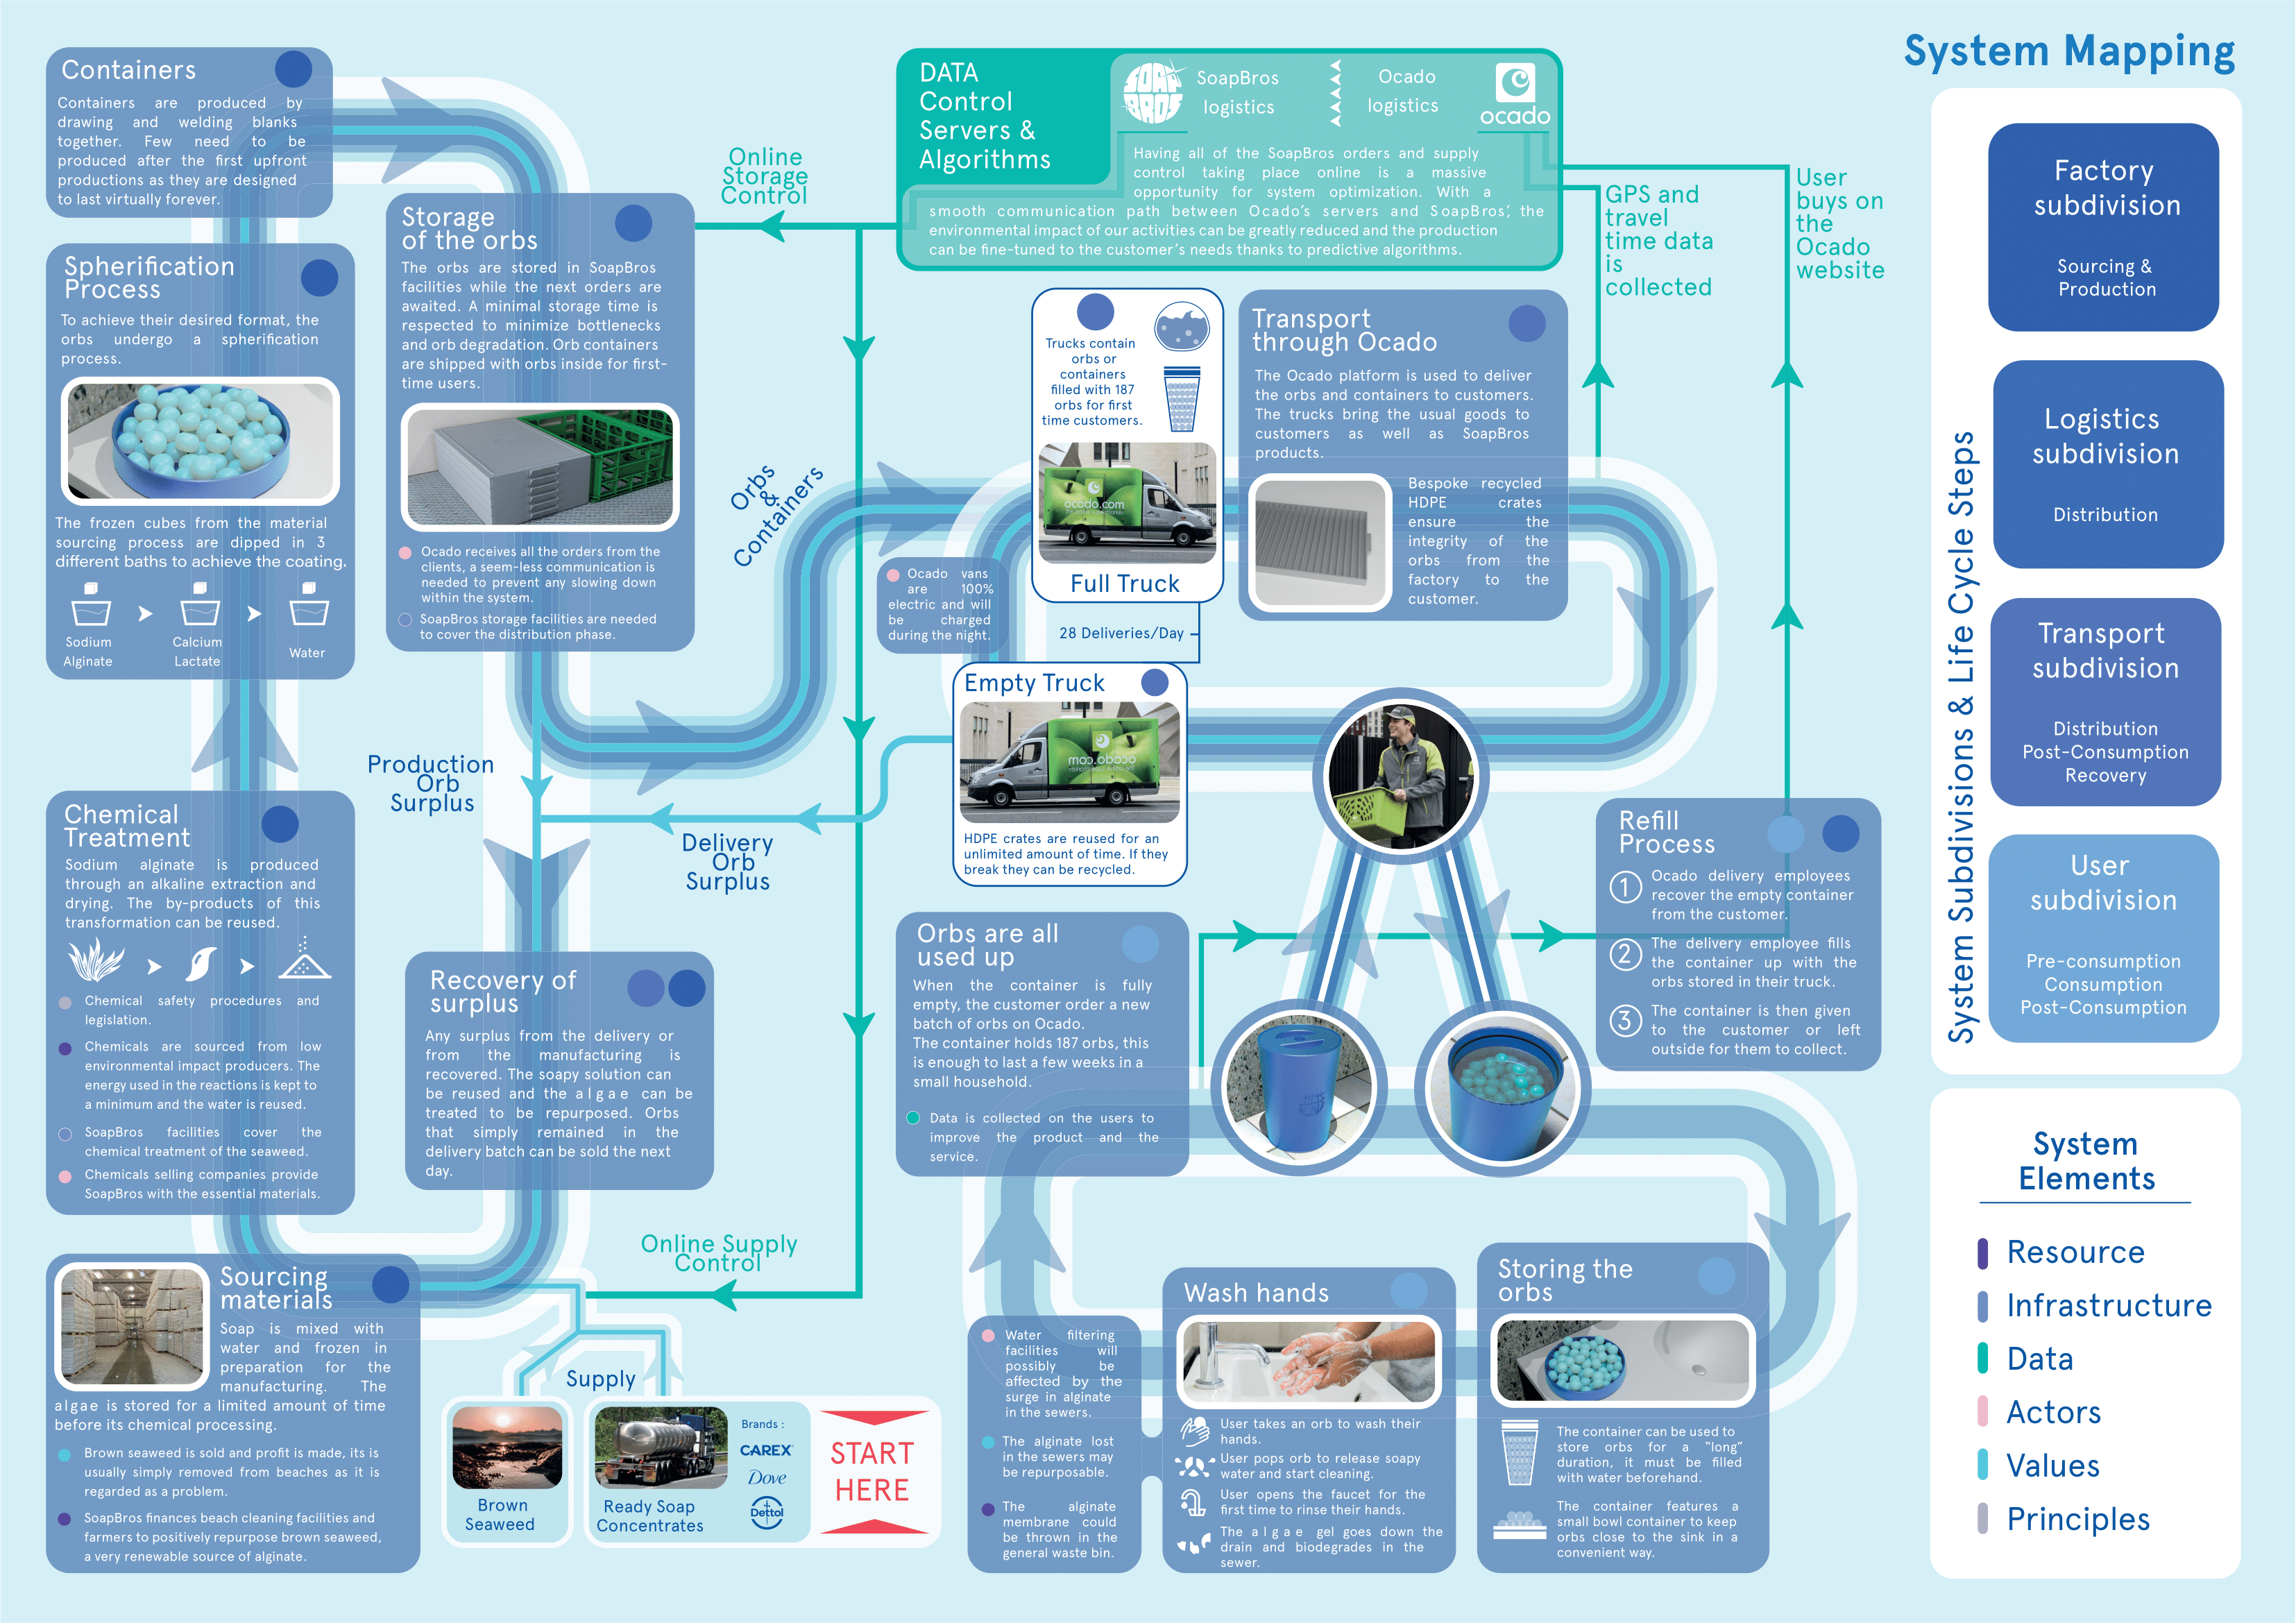 System Mapping
Containers
Containers are produced by
drawing and welding blanks
together. Few need to be
produced after the first upfront
productions as they are designed
to last virtually forever.
Spherification
Process
To achieve their desired format, the
orbs undergo a spherification
process.
The frozen cubes from the material
sourcing process are dipped in 3
different baths to achieve the coating.
Sodium
Alginate
Calcium
Lactate
Water
Chemical
Treatment
Sodium alginate is produced
through an alkaline extraction and
drying. The by-products of this
transformation can be reused.
Chemical safety procedures and
legislation.
Chemicals are sourced from low
environmental impact producers. The
energy used in the reactions is kept to
a minimum and the water is reused.
SoapBros facilities cover the
chemical treatment of the seaweed.
Chemicals selling companies provide
SoapBros with the essential materials.
Sourcing
materials
Soap is mixed with
water and frozen in
preparation for the
manufacturing. The
algae is stored for a limited amount of time
before its chemical processing.
Brown seaweed is sold and profit is made, its is
usually simply removed from beaches as it is
regarded as a problem.
SoapBros finances beach cleaning facilities and
farmers to positively repurpose brown seaweed,
a very renewable source of alginate.
Storage
of the orbs
The orbs are stored in SoapBros
facilities while the next orders are
awaited. A minimal storage time is
respected to minimize bottlenecks
and orb degradation. Orb containers
are shipped with orbs inside for first-
time users.
Ocado receives all the orders from the
clients, a seem-less communication is
needed to prevent any slowing down
within the system.
SoapBros storage facilities are needed
to cover the distribution phase.
Production
Orb
Surplus
Delivery
Orb
Surplus
Recovery of
surplus
Any surplus from the delivery or
from the manufacturing is
recovered. The soapy solution can
be reused and the algae can be
treated to be repurposed. Orbs
that simply remained in the
delivery batch can be sold the next
day.
Online Supply
Control
Supply
Brown
Seaweed
Ready Soap
Concentrates
Brands :
CAREX
Dove
Dettol
START
HERE
Online
Storage
Control
Orbs
&
Containers
DATA
Control
Servers &
Algorithms
SOAP
BROS
SoapBros
logistics
Ocado
logistics
ocado
Having all of the SoapBros orders and supply
control taking place online is a massive
opportunity for system optimization. With a
smooth communication path between Ocado's servers and SoapBros', the
environmental impact of our activities can be greatly reduced and the production
can be fine-tuned to the customer's needs thanks to predictive algorithms.
GPS and
travel
time data
is
collected
User
buys on
the
Ocado
website
Trucks contain
orbs or
containers
filled with 187
orbs for first
time customers.
ocado.com
Full Truck
28 Deliveries/Day
Ocado vans
are 100%
electric and will
be charged
during the night.
Empty Truck
ocado.com
HDPE crates are reused for an
unlimited amount of time. If they
break they can be recycled.
Transport
through Ocado
The Ocado platform is used to deliver
the orbs and containers to customers.
The trucks bring the usual goods to
customers as well as SoapBros
products.
Bespoke recycled
HDPE crates
ensure the
integrity of the
orbs from the
factory to the
customer.
Refill
Process
1
Ocado delivery employees
recover the empty container
from the customer.
2
The delivery employee fills
the container up with the
orbs stored in their truck.
3
The container is then given
to the customer or left
outside for them to collect.
Orbs are all
used up
When the container is fully
empty, the customer order a new
batch of orbs on Ocado.
The container holds 187 orbs, this
is enough to last a few weeks in a
small household.
Data is collected on the users to
improve the product and the
service.
Water filtering
facilities will
possibly be
affected by the
surge in alginate
in the sewers.
The alginate lost
in the sewers may
be repurposable.
The alginate
membrane could
be thrown in the
general waste bin.
Wash hands
User takes an orb to wash their
hands.
User pops orb to release soapy
water and start cleaning.
User opens the faucet for the
first time to rinse their hands.
The algae gel goes down the
drain and biodegrades in the
sewer.
Storing the
orbs
The container can be used to
store orbs for a “long”
duration, it must be filled
with water beforehand.
The container features a
small bowl container to keep
orbs close to the sink in a
convenient way.
System Subdivisions & Life Cycle Steps
Factory
subdivision
Sourcing &
Production
Logistics
subdivision
Distribution
Transport
subdivision
Distribution
Post-Consumption
Recovery
User
subdivision
Pre-consumption
Consumption
Post-Consumption
System
Elements
Resource
Infrastructure
Data
Actors
Values
Principles